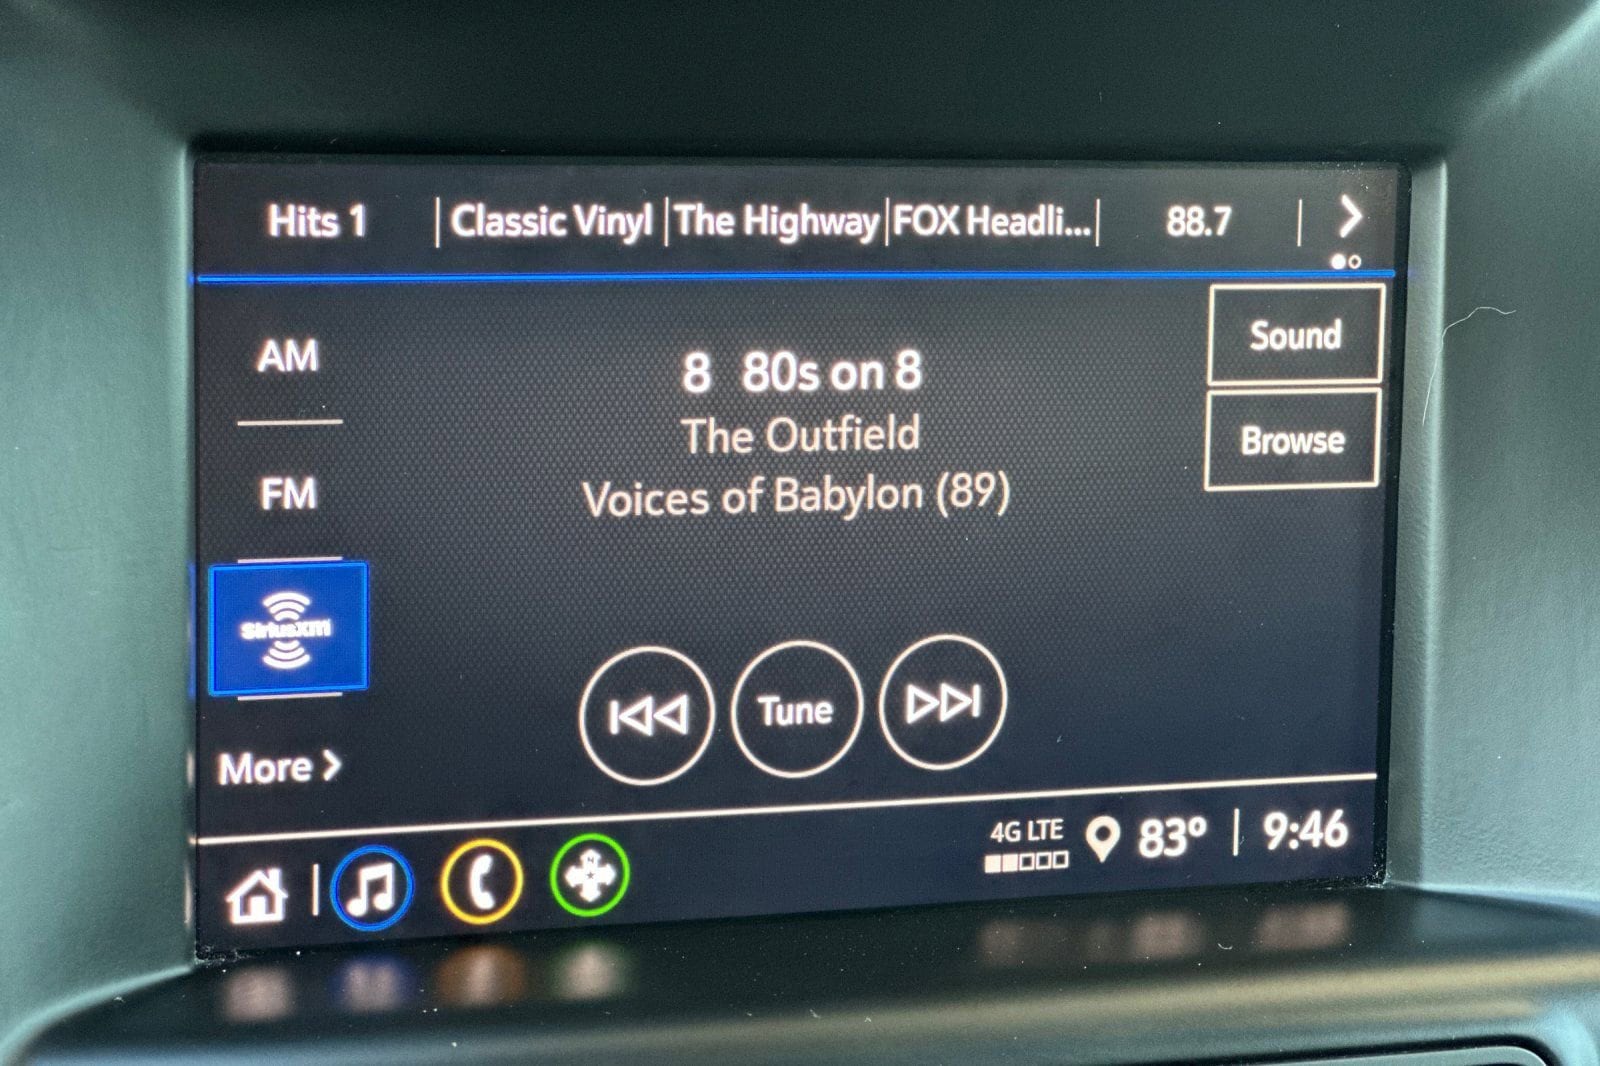 Hits 1 Classic Vinyl The Highway FOX Headli... 88.7
AM
FM
SiriusXM
More
8 80s on 8
The Outfield
Voices of Babylon (89)
Sound
Browse
Tune
4G LTE
83° 9:46